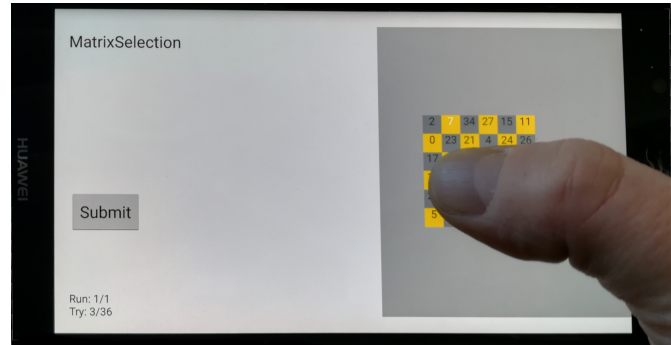 MatrixSelection
HUAWEI
2 7 34 27 15 11
0 23 21 4 24 26
17
Submit
5
Run: 1/1
Try: 3/36